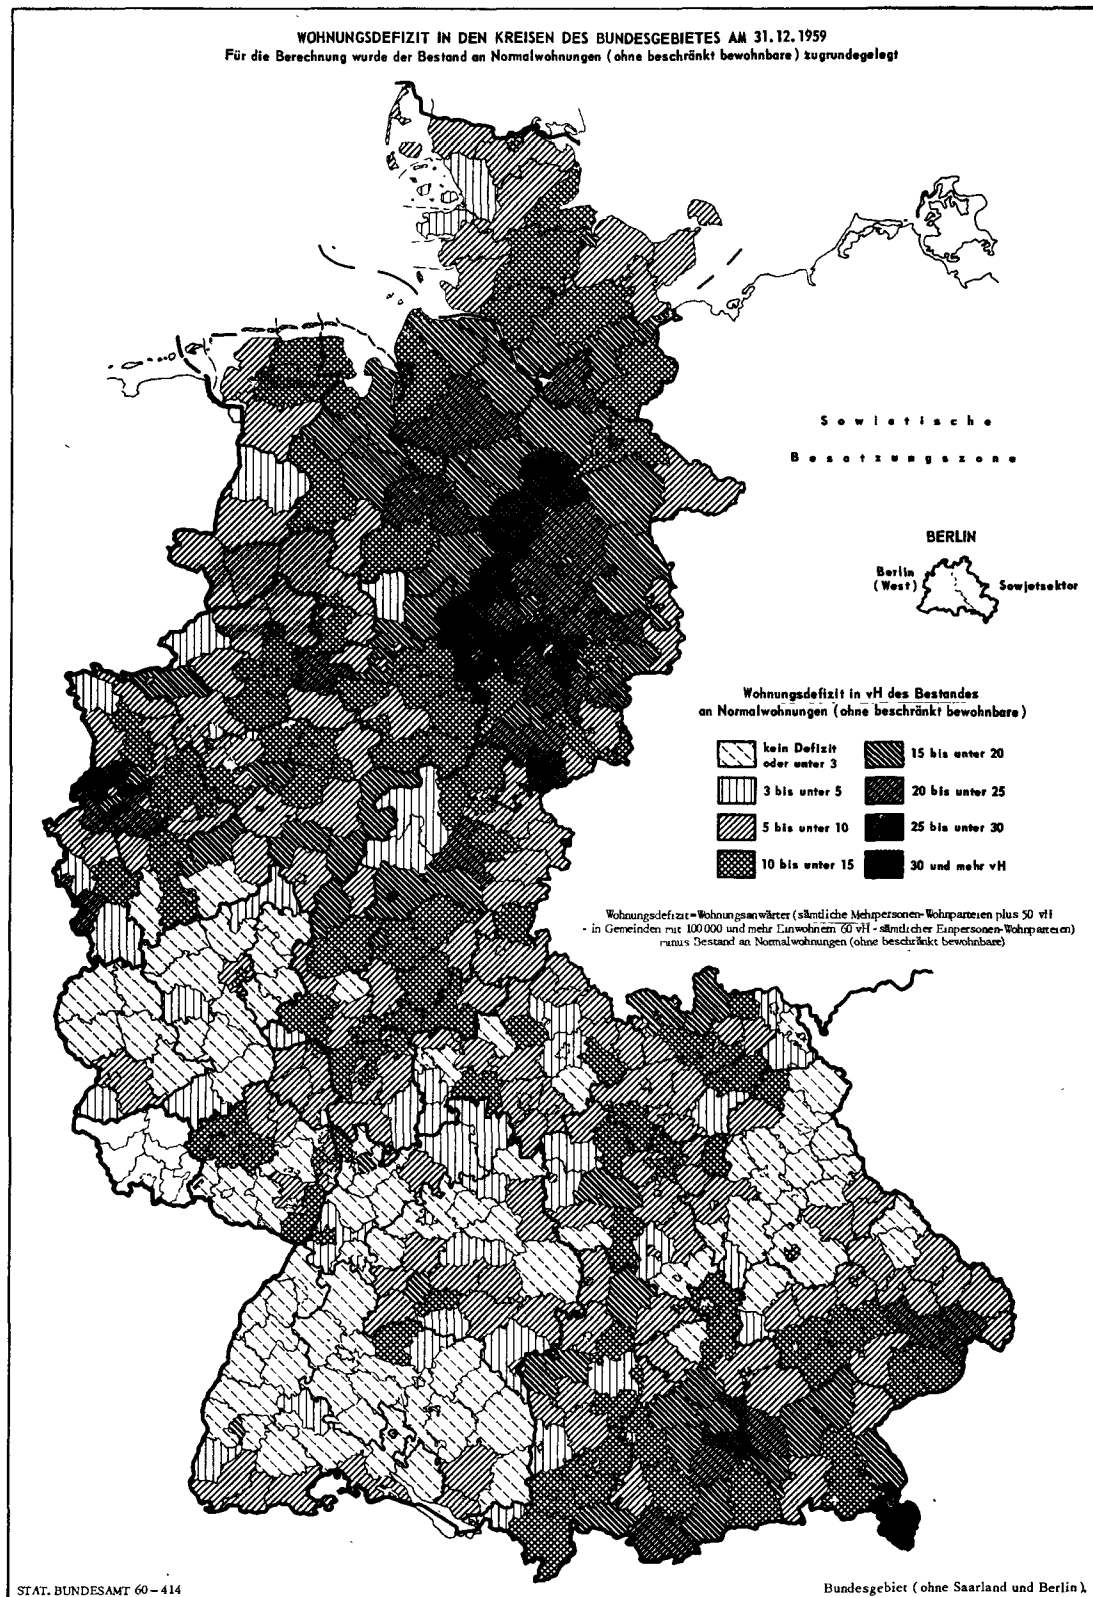 WOHNUNGSDEFIZIT IN DEN KREISEN DES BUNDESGEBIETES AM 31.12.1959
Für die Berechnung wurde der Bestand an Normalwohnungen (ohne beschränkt bewohnbare) zugrundegelegt
Sowjetische
Besatzungszone
BERLIN
Berlin
(West)
Sowjetsektor
Wohnungsdefizit in vH des Bestandes
an Normalwohnungen (ohne beschränkt bewohnbare)
kein Defizit
oder unter 3
3 bis unter 5
5 bis unter 10
10 bis unter 15
15 bis unter 20
20 bis unter 25
25 bis unter 30
30 und mehr vH
Wohnungsdefizit=Wohnungsanwärter (sämtliche Mehrpersonen-Wohnparteien plus 50 vH
- in Gemeinden mit 100 000 und mehr Einwohnern 60 vH - sämtlicher Einpersonen-Wohnparteien)
minus Bestand an Normalwohnungen (ohne beschränkt bewohnbare)
STAT. BUNDESAMT 60-414
Bundesgebiet (ohne Saarland und Berlin).